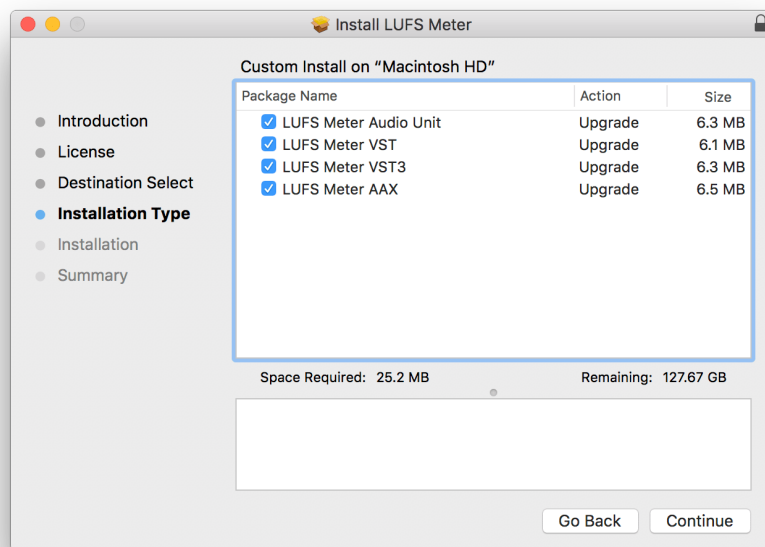 Install LUFS Meter
Custom Install on “Macintosh HD”
Introduction
License
Destination Select
Installation Type
Installation
Summary
Package Name Action Size
LUFS Meter Audio Unit Upgrade 6.3 MB
LUFS Meter VST Upgrade 6.1 MB
LUFS Meter VST3 Upgrade 6.3 MB
LUFS Meter AAX Upgrade 6.5 MB
Space Required: 25.2 MB Remaining: 127.67 GB
Go Back Continue